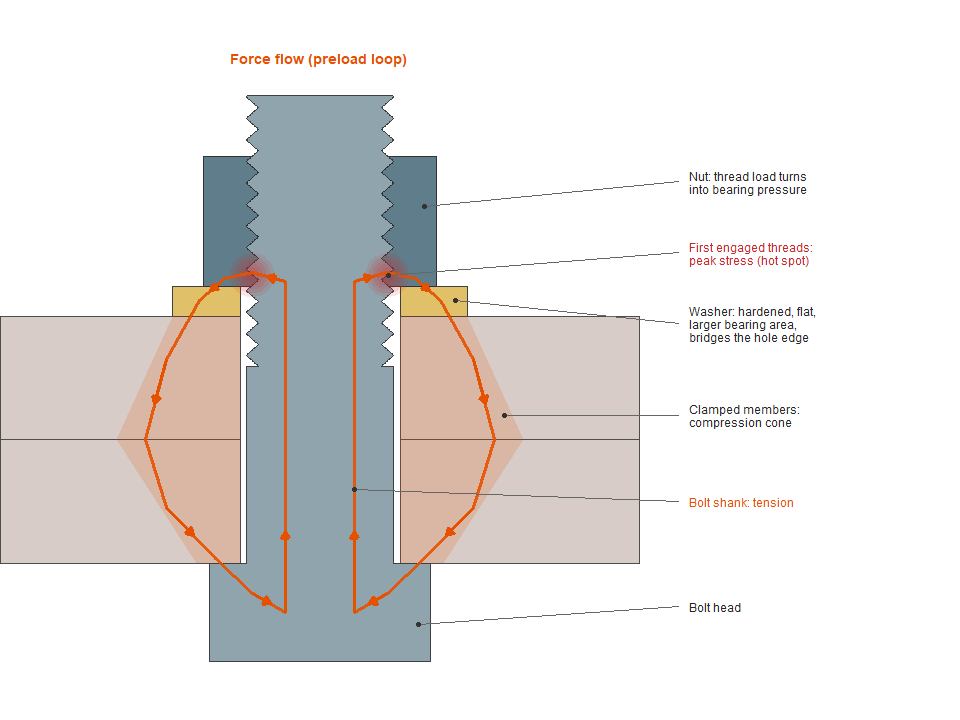 Force flow (preload loop)
Nut: thread load turns
into bearing pressure
First engaged threads:
peak stress (hot spot)
Washer: hardened, flat,
larger bearing area,
bridges the hole edge
Clamped members:
compression cone
Bolt shank: tension
Bolt head